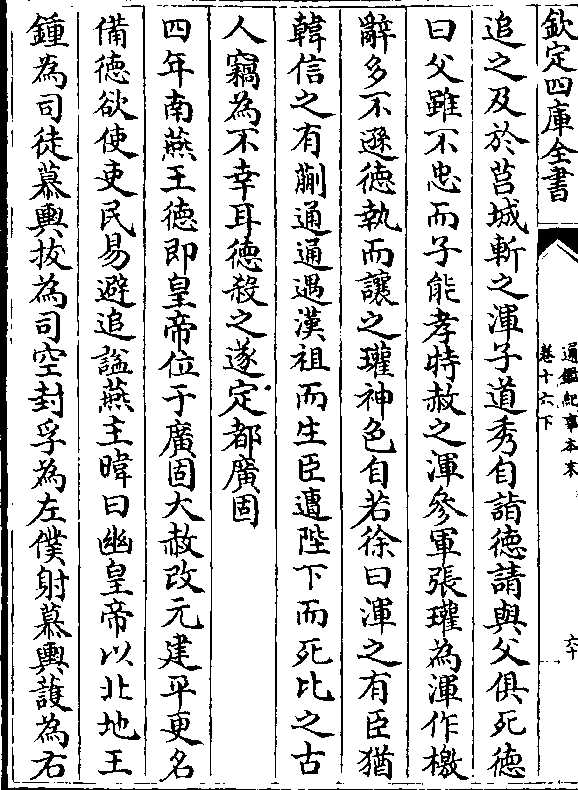 欽定四庫全書
通鑑紀事本末
卷十六下
六十
追之及於莒城斬之渾子道秀自詣德請與父俱死德
曰父雖不忠而子能孝特赦之渾參軍張瓘為渾作檄
辭多不遜德執而讓之瓘神色自若徐曰渾之有臣猶
韓信之有蒯通通遇漢祖而生臣遭陛下而死比之古
人竊為不幸耳德殺之遂定都廣固
四年南燕王德即皇帝位于廣固大赦改元建平更名
備德欲使吏民易避追諡燕主暐曰幽皇帝以北地王
鍾為司徒慕輿拔為司空封孚為左僕射慕輿護為右